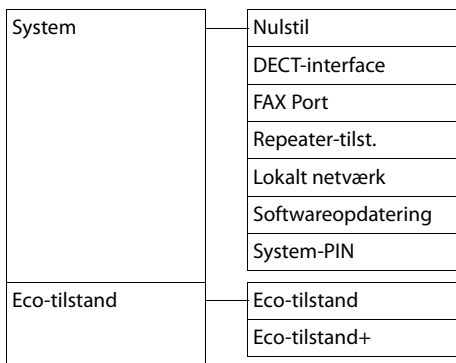 System
Nulstil
DECT-interface
FAX Port
Repeater-tilst.
Lokalt netværk
Softwareopdatering
System-PIN
Eco-tilstand
Eco-tilstand
Eco-tilstand+